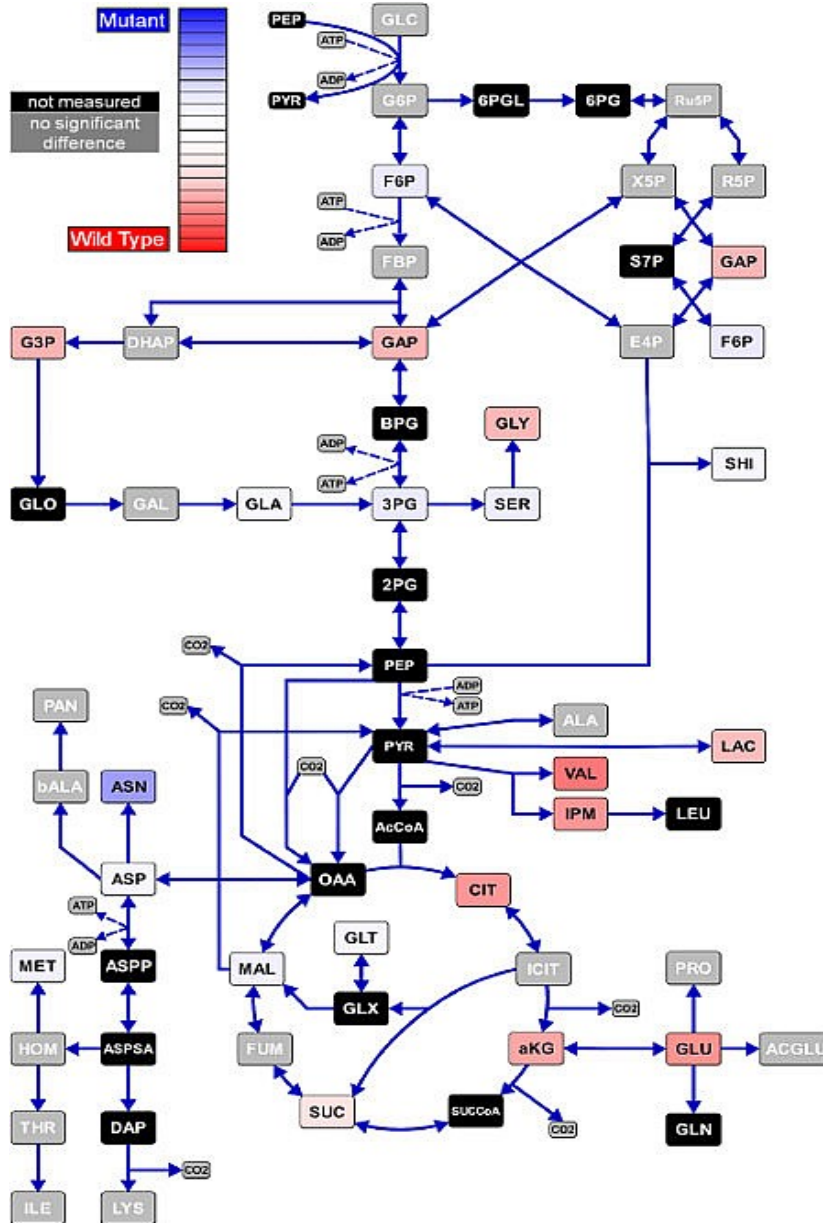 Mutant
not measured
no significant
difference
Wild Type
PEP
GLC
ATP
ADP
PYR
G6P
6PGL
6PG
Ru5P
F6P
X5P
R5P
ATP
ADP
FBP
S7P
GAP
G3P
DHAP
GAP
E4P
F6P
BPG
GLY
ADP
ATP
SHI
GLO
GAL
GLA
3PG
SER
2PG
CO2
PEP
ADP
ATP
PAN
CO2
ALA
PYR
LAC
bALA
ASN
CO2
VAL
CO2
IPM
LEU
AcCoA
ASP
OAA
CIT
ATP
ADP
GLT
MET
ASPP
MAL
ICIT
PRO
GLX
CO2
HOM
ASPSA
FUM
aKG
GLU
ACGLU
THR
DAP
SUC
SUCCoA
CO2
GLN
CO2
ILE
LYS